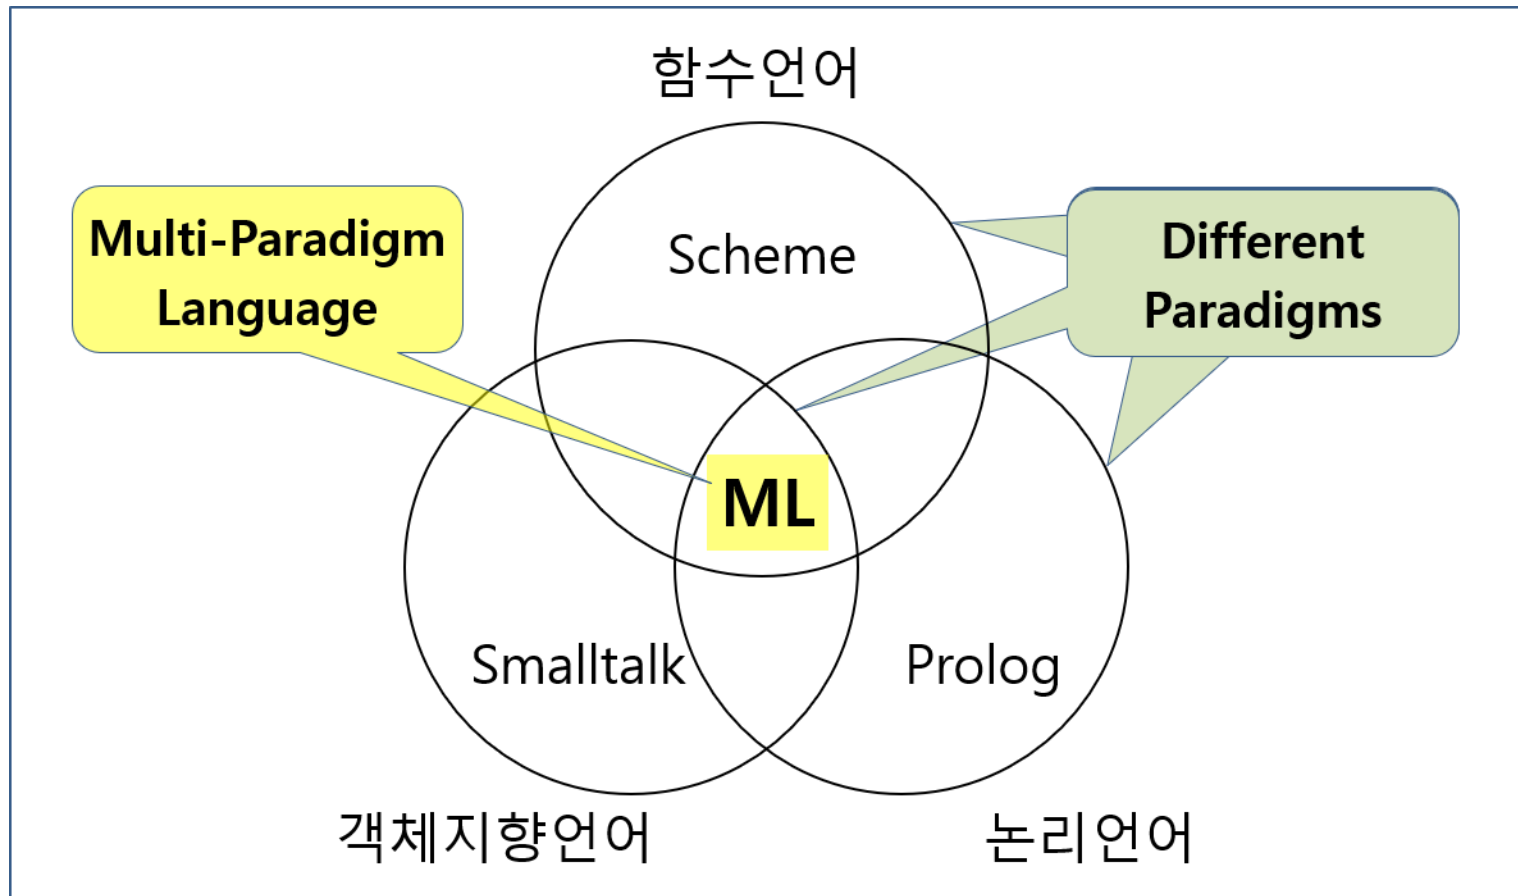 함수언어
Multi-Paradigm
Language
Different
Paradigms
Scheme
ML
Smalltalk
Prolog
객체지향언어
논리언어